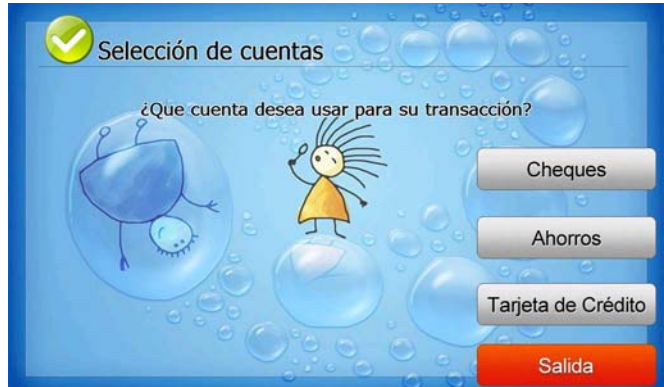 Selección de cuentas
¿Que cuenta desea usar para su transacción?
Cheques
Ahorros
Tarjeta de Crédito
Salida